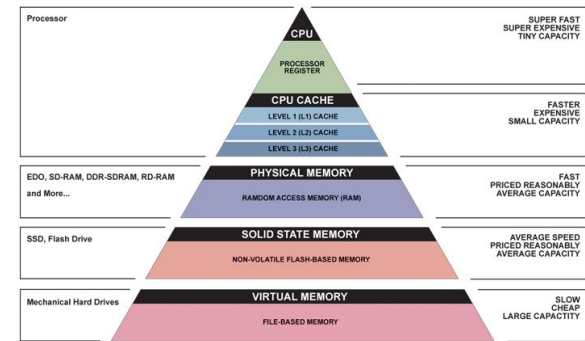 Processor
CPU
PROCESSOR
REGISTER
SUPER FAST
SUPER EXPENSIVE
TINY CAPACITY
CPU CACHE
LEVEL 1 (L1) CACHE
LEVEL 2 (L2) CACHE
LEVEL 3 (L3) CACHE
FASTER
EXPENSIVE
SMALL CAPACITY
EDO, SD-RAM, DDR-SDRAM, RD-RAM
and More...
PHYSICAL MEMORY
RAMDOM ACCESS MEMORY (RAM)
FAST
PRICED REASONABLY
AVERAGE CAPACITY
SSD, Flash Drive
SOLID STATE MEMORY
NON-VOLATILE FLASH-BASED MEMORY
AVERAGE SPEED
PRICED REASONABLY
AVERAGE CAPACITY
Mechanical Hard Drives
VIRTUAL MEMORY
FILE-BASED MEMORY
SLOW
CHEAP
LARGE CAPACTITY